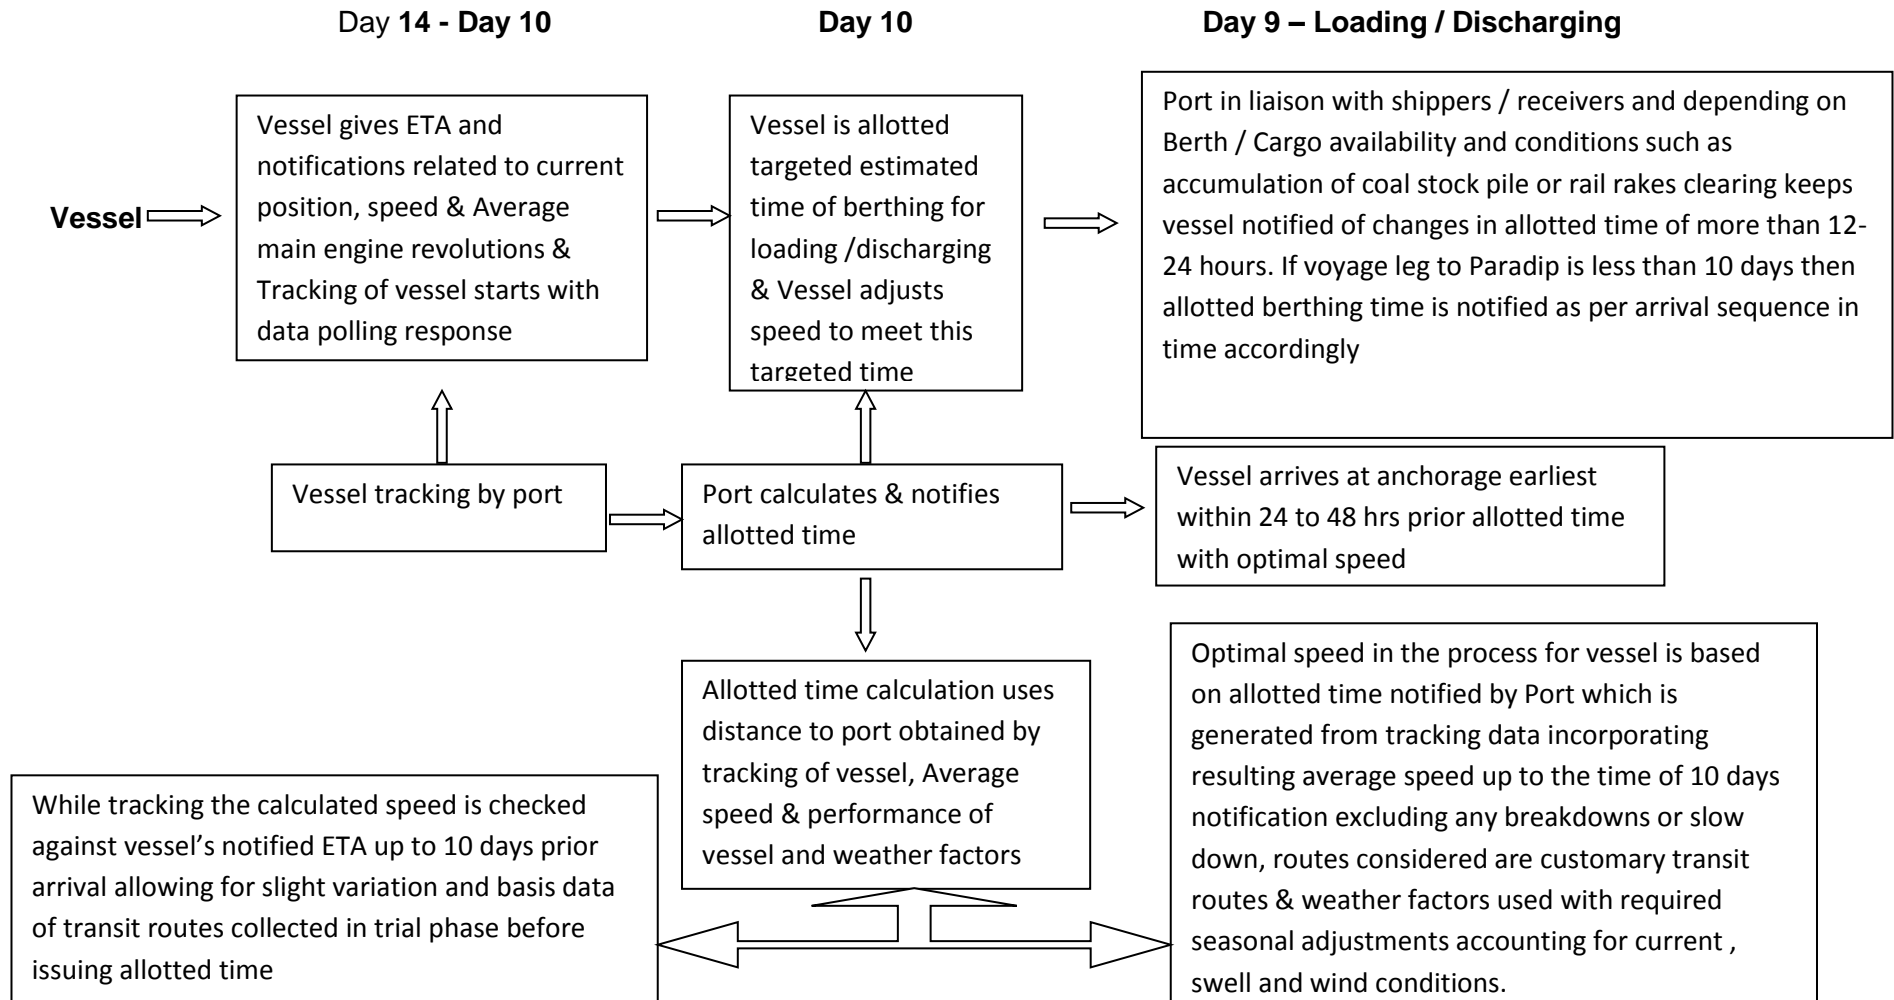 Day 14 - Day 10
Day 10
Day 9 – Loading / Discharging
Vessel
Vessel gives ETA and
notifications related to current
position, speed & Average
main engine revolutions &
Tracking of vessel starts with
data polling response
Vessel is allotted
targeted estimated
time of berthing for
loading /discharging
& Vessel adjusts
speed to meet this
targeted time
Port in liaison with shippers / receivers and depending on
Berth / Cargo availability and conditions such as
accumulation of coal stock pile or rail rakes clearing keeps
vessel notified of changes in allotted time of more than 12-
24 hours. If voyage leg to Paradip is less than 10 days then
allotted berthing time is notified as per arrival sequence in
time accordingly
Vessel tracking by port
Port calculates & notifies
allotted time
Vessel arrives at anchorage earliest
within 24 to 48 hrs prior allotted time
with optimal speed
Allotted time calculation uses
distance to port obtained by
tracking of vessel, Average
speed & performance of
vessel and weather factors
While tracking the calculated speed is checked
against vessel’s notified ETA up to 10 days prior
arrival allowing for slight variation and basis data
of transit routes collected in trial phase before
issuing allotted time
Optimal speed in the process for vessel is based
on allotted time notified by Port which is
generated from tracking data incorporating
resulting average speed up to the time of 10 days
notification excluding any breakdowns or slow
down, routes considered are customary transit
routes & weather factors used with required
seasonal adjustments accounting for current ,
swell and wind conditions.